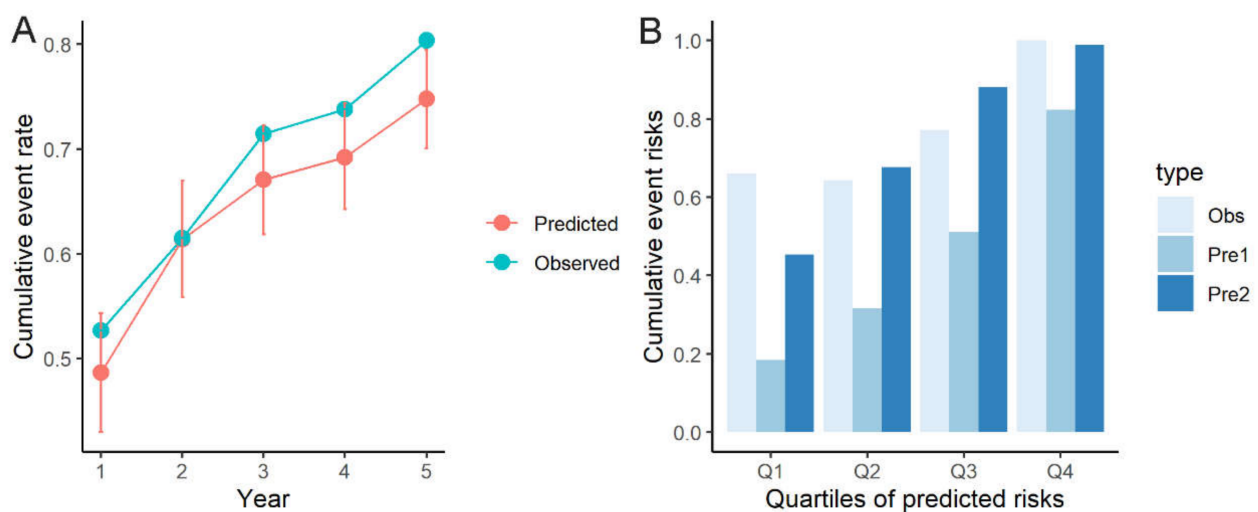 A
Cumulative event rate
0.8
0.7
0.6
0.5
1 2 3 4 5
Year
Predicted
Observed
B
Cumulative event risks
1.0
0.8
0.6
0.4
0.2
0.0
Q1 Q2 Q3 Q4
Quartiles of predicted risks
type
Obs
Pre1
Pre2